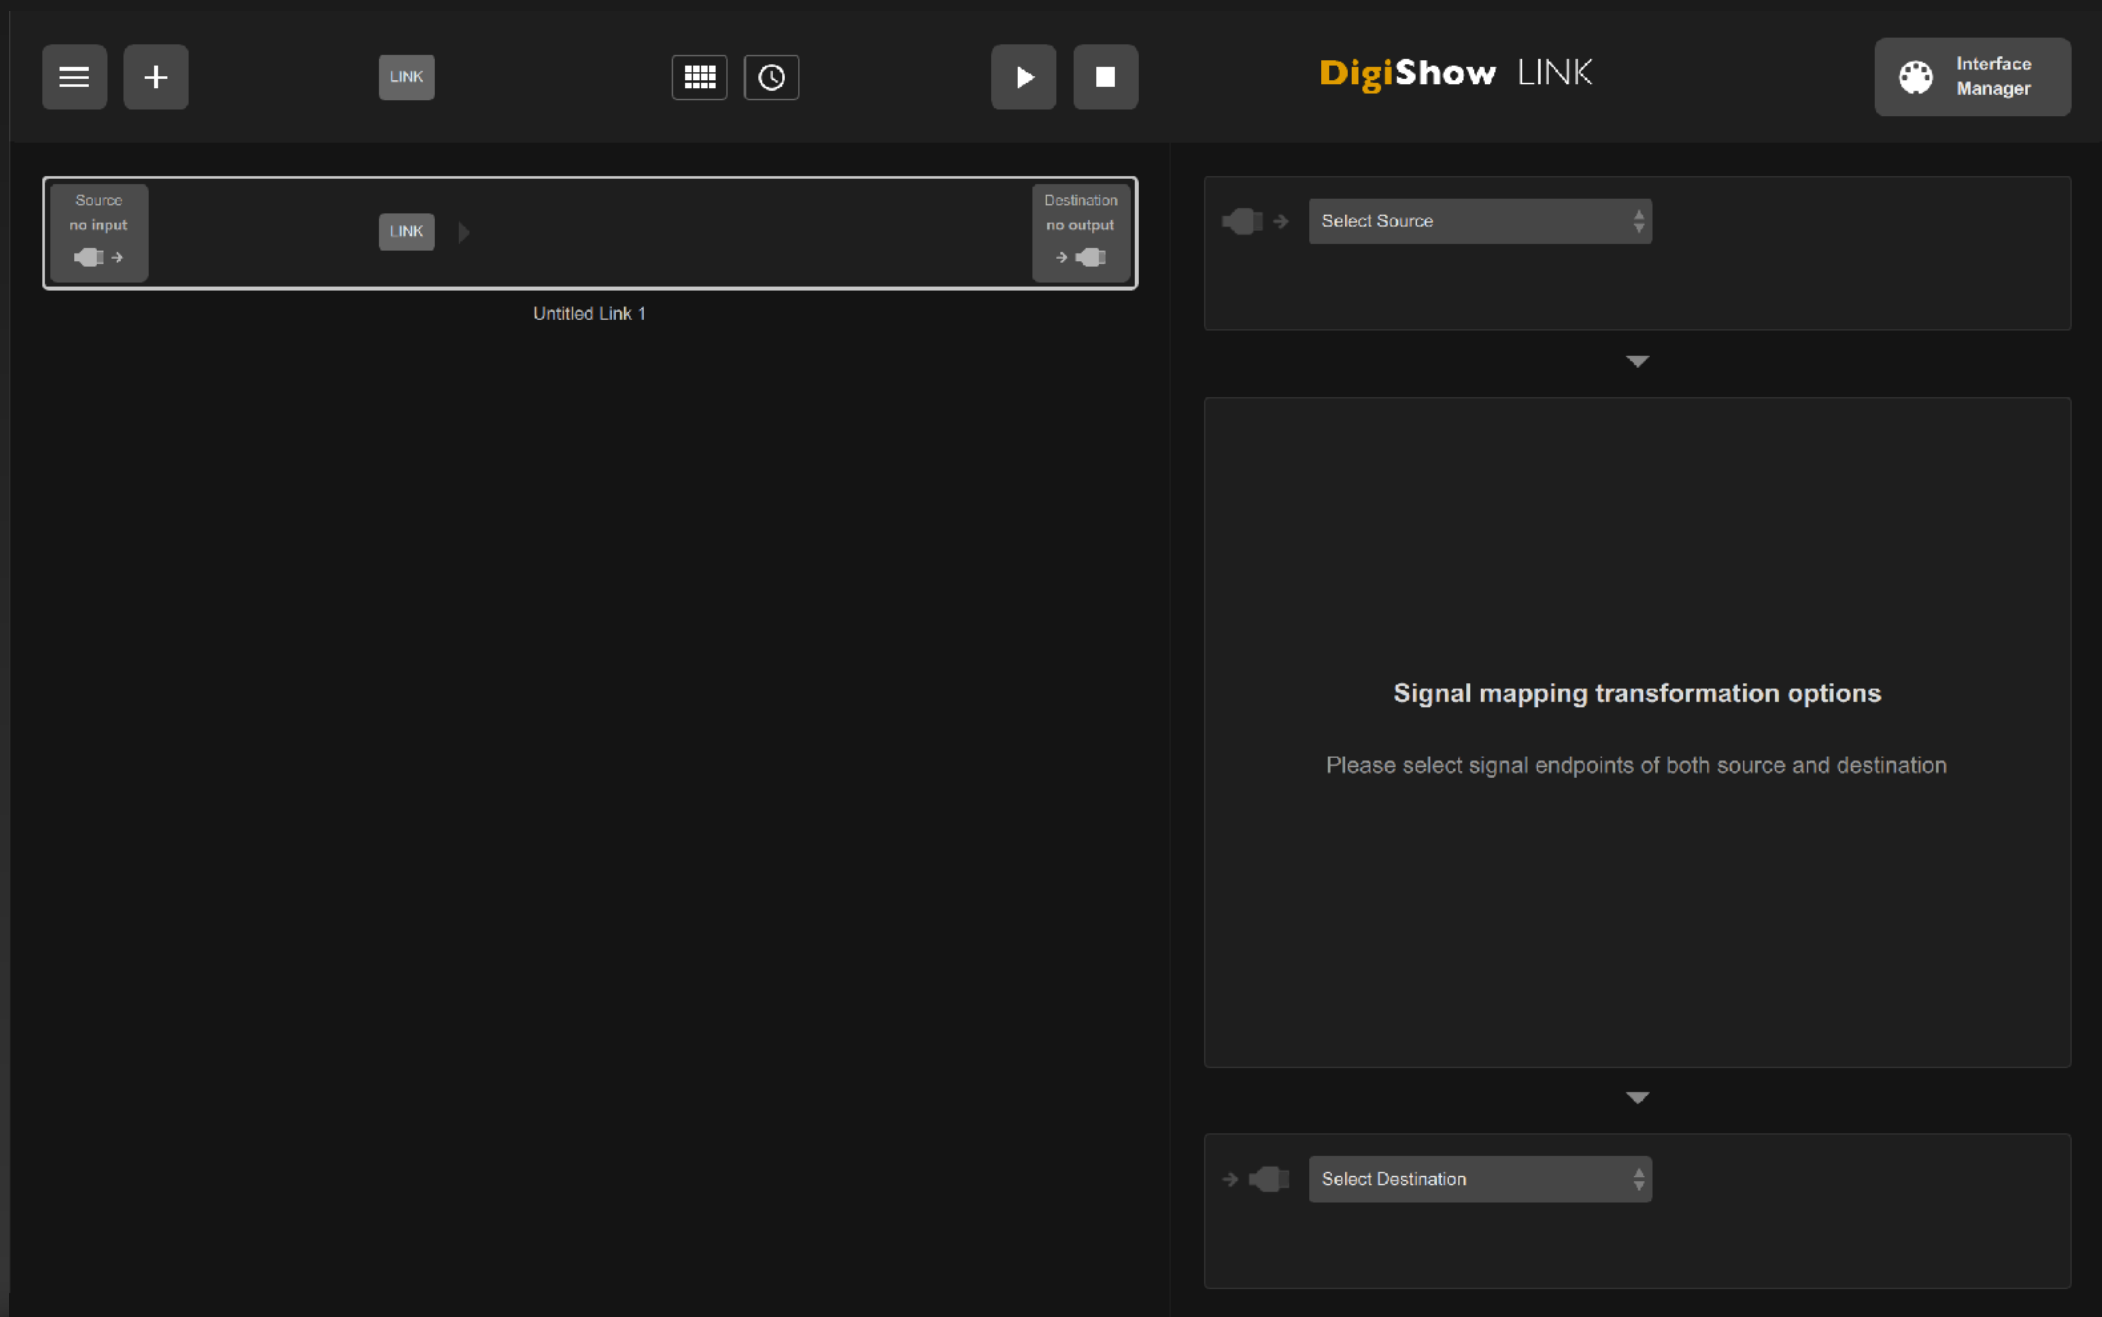 LINK
DigiShow LINK
Interface
Manager
Source
no input
LINK
Destination
no output
Untitled Link 1
Select Source
Signal mapping transformation options
Please select signal endpoints of both source and destination
Select Destination